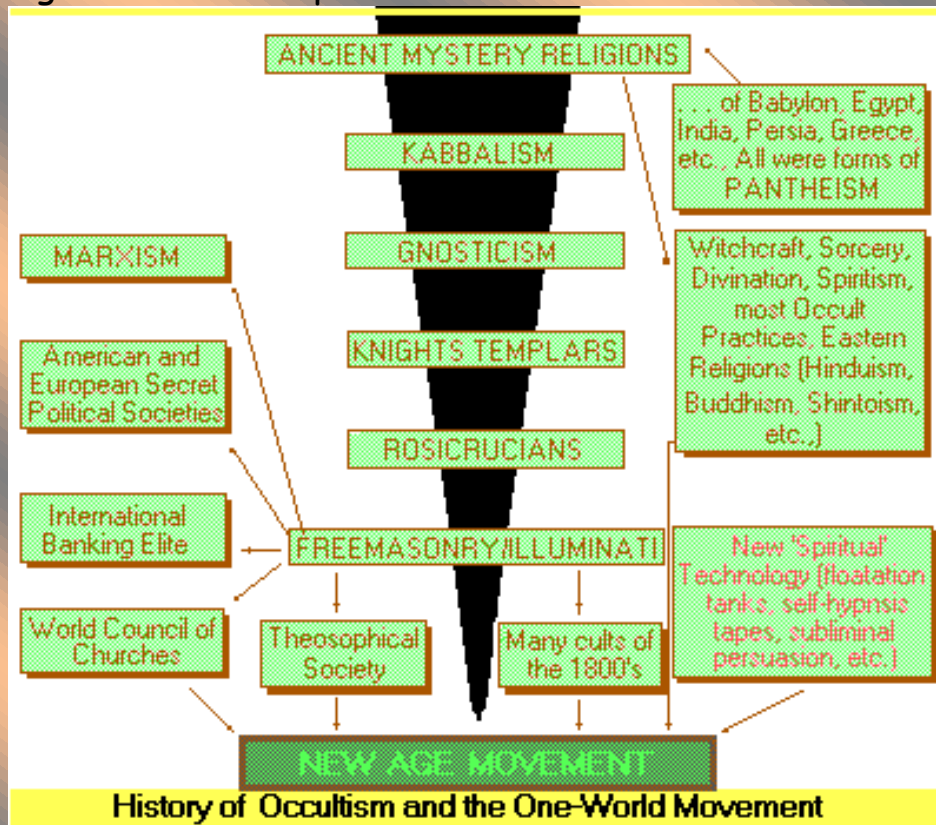 ANCIENT MYSTERY RELIGIONS
. . . of Babylon, Egypt,
India, Persia, Greece,
etc., All were forms of
PANTHEISM
KABBALISM
GNOSTICISM
KNIGHTS TEMPLARS
ROSICRUCIANS
Witchcraft, Sorcery,
Divination, Spiritism,
most Occult
Practices, Eastern
Religions (Hinduism,
Buddhism, Shintoism,
etc.,)
MARXISM
American and
European Secret
Political Societies
International
Banking Elite
FREEMASONRY/ILLUMINATI
World Council of
Churches
Theosophical
Society
Many cults of
the 1800's
New 'Spiritual'
Technology (floatation
tanks, self-hypnsis
tapes, subliminal
persuasion, etc.)
NEW AGE MOVEMENT
History of Occultism and the One-World Movement